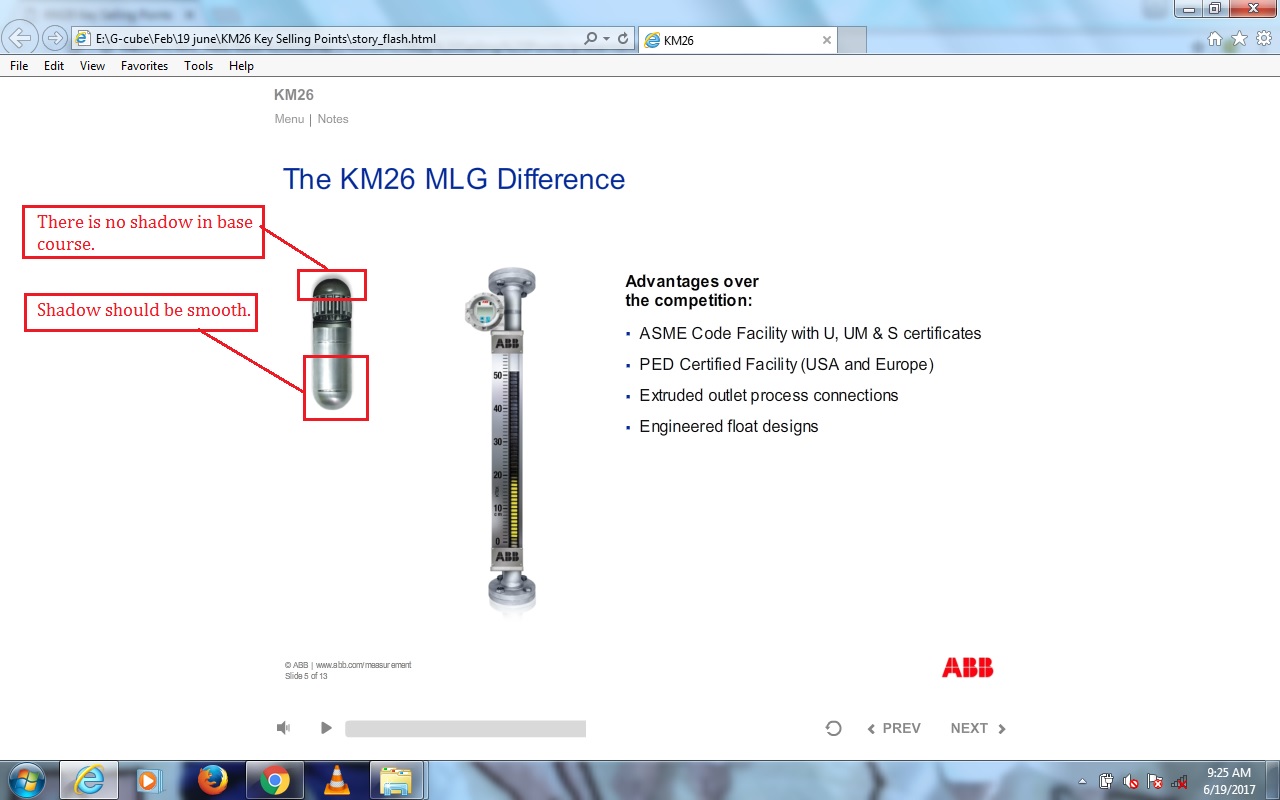 E:\G-cube\Feb\19 june\KM26 Key Selling Points\story_flash.html
KM26
File Edit View Favorites Tools Help
KM26
Menu | Notes
The KM26 MLG Difference
There is no shadow in base
course.
Shadow should be smooth.
ABB
50
40
30
20
10
0
ABB
Advantages over
the competition:
ASME Code Facility with U, UM & S certificates
PED Certified Facility (USA and Europe)
Extruded outlet process connections
Engineered float designs
© ABB | www.abb.com/measurement
Slide 5 of 13
ABB
PREV NEXT
9:25 AM
6/19/2017